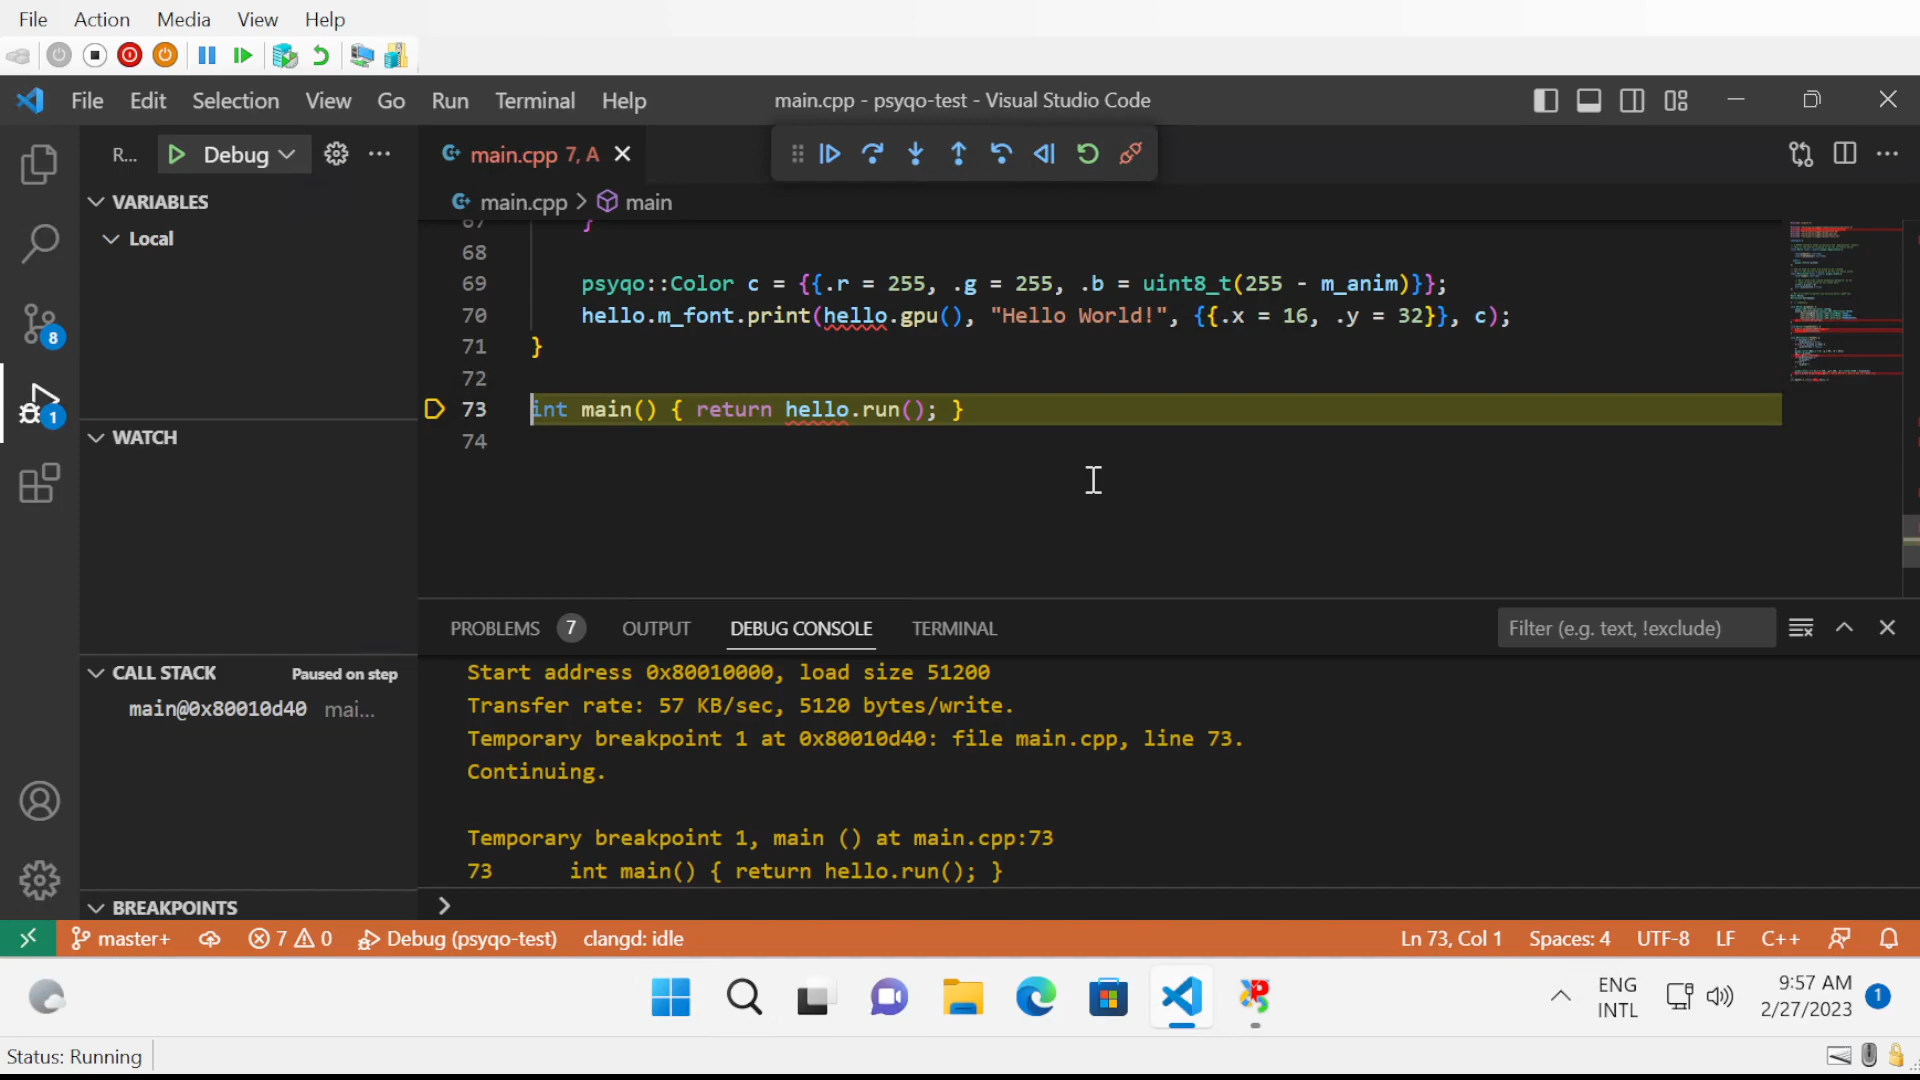 File Action Media View Help
File Edit Selection View Go Run Terminal Help
main.cpp - psyqo-test - Visual Studio Code
R... Debug
main.cpp 7, A
VARIABLES
Local
WATCH
CALL STACK Paused on step
main@0x80010d40 mai...
BREAKPOINTS
8
1
main.cpp > main
67 }
68
69 psyqo::Color c = {{.r = 255, .g = 255, .b = uint8_t(255 - m_anim)}};
70 hello.m_font.print(hello.gpu(), "Hello World!", {{.x = 16, .y = 32}}, c);
71 }
72
73 int main() { return hello.run(); }
74
PROBLEMS 7 OUTPUT DEBUG CONSOLE TERMINAL
Filter (e.g. text, !exclude)
Start address 0x80010000, load size 51200
Transfer rate: 57 KB/sec, 5120 bytes/write.
Temporary breakpoint 1 at 0x80010d40: file main.cpp, line 73.
Continuing.
Temporary breakpoint 1, main () at main.cpp:73
73 int main() { return hello.run(); }
>
master+ 7 0 Debug (psyqo-test) clangd: idle
Ln 73, Col 1 Spaces: 4 UTF-8 LF C++
ENG
INTL
9:57 AM
2/27/2023
1
Status: Running